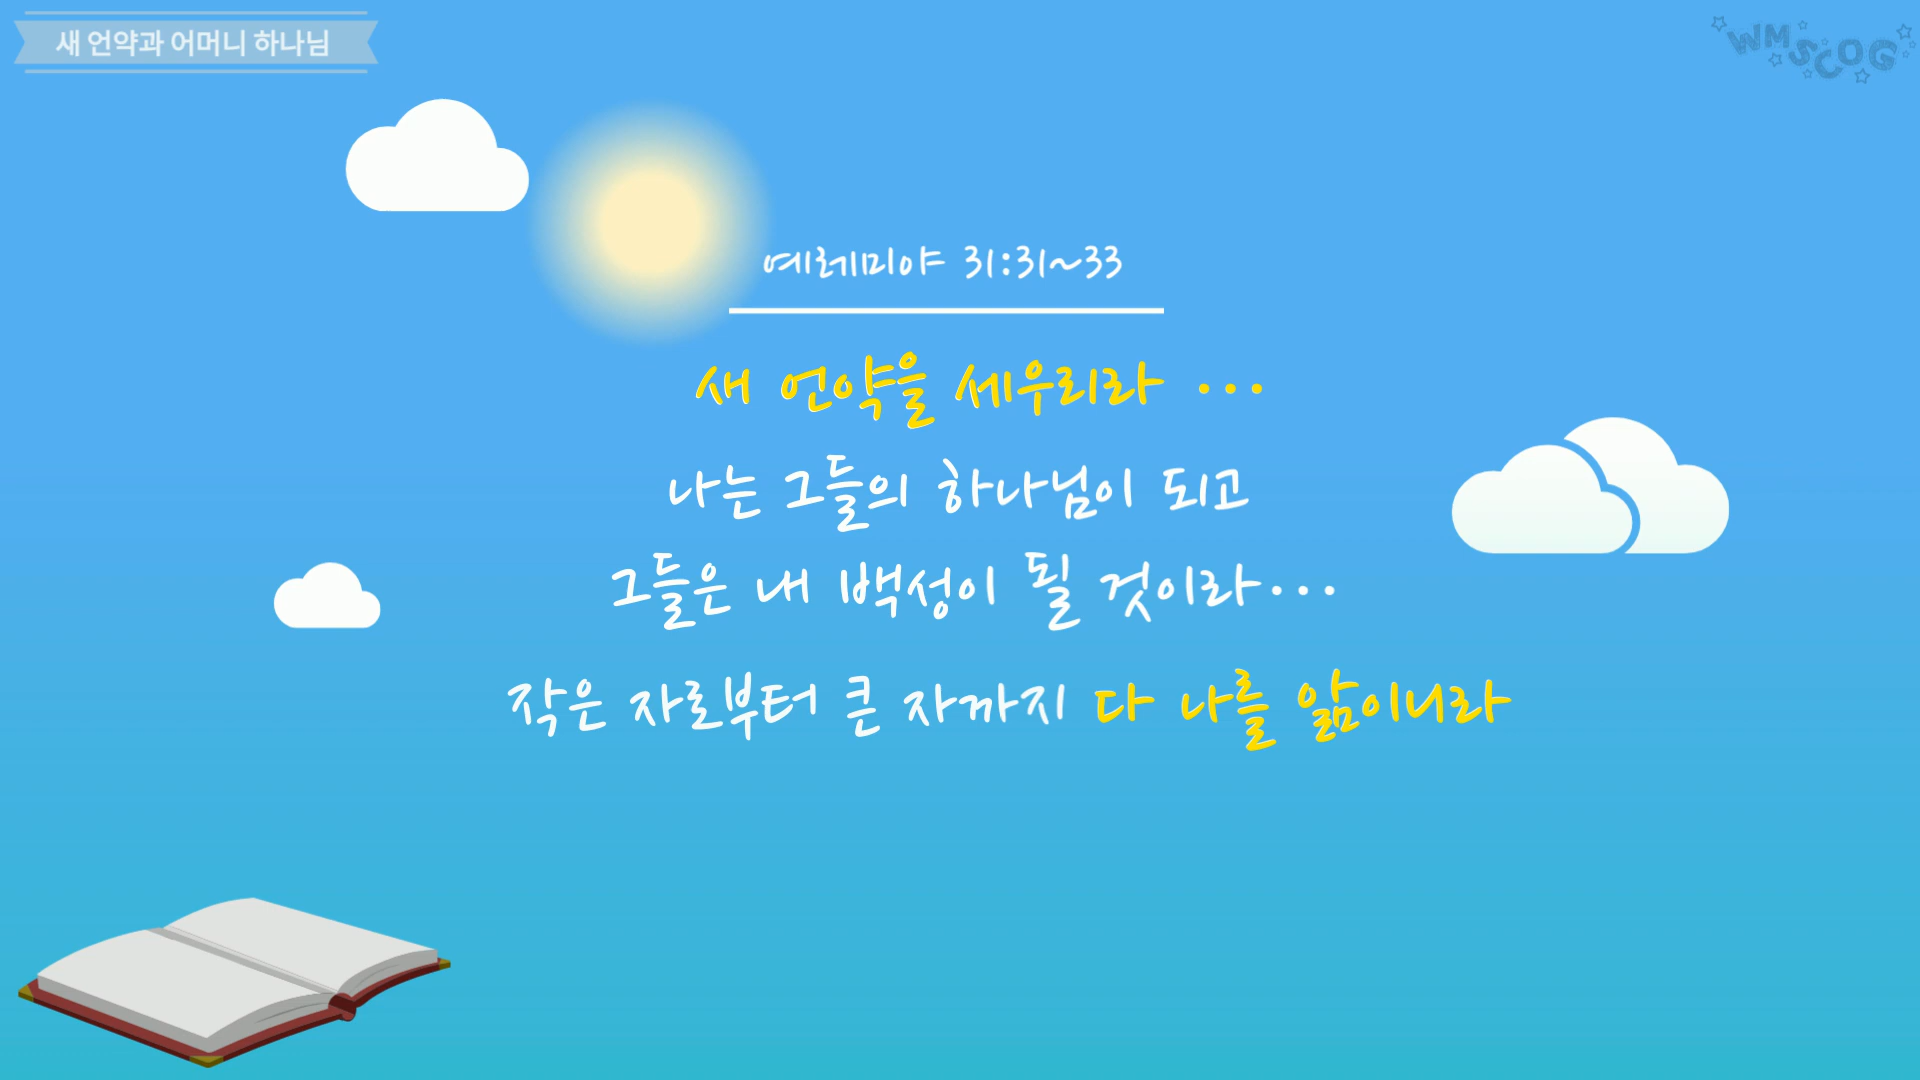 새 언약과 어머니 하나님
WMSCOG
예레미야 31:31~33
새 언약을 세우리라 ···
나는 그들의 하나님이 되고
그들은 내 백성이 될 것이라···
작은 자로부터 큰 자까지 다 나를 앎이니라